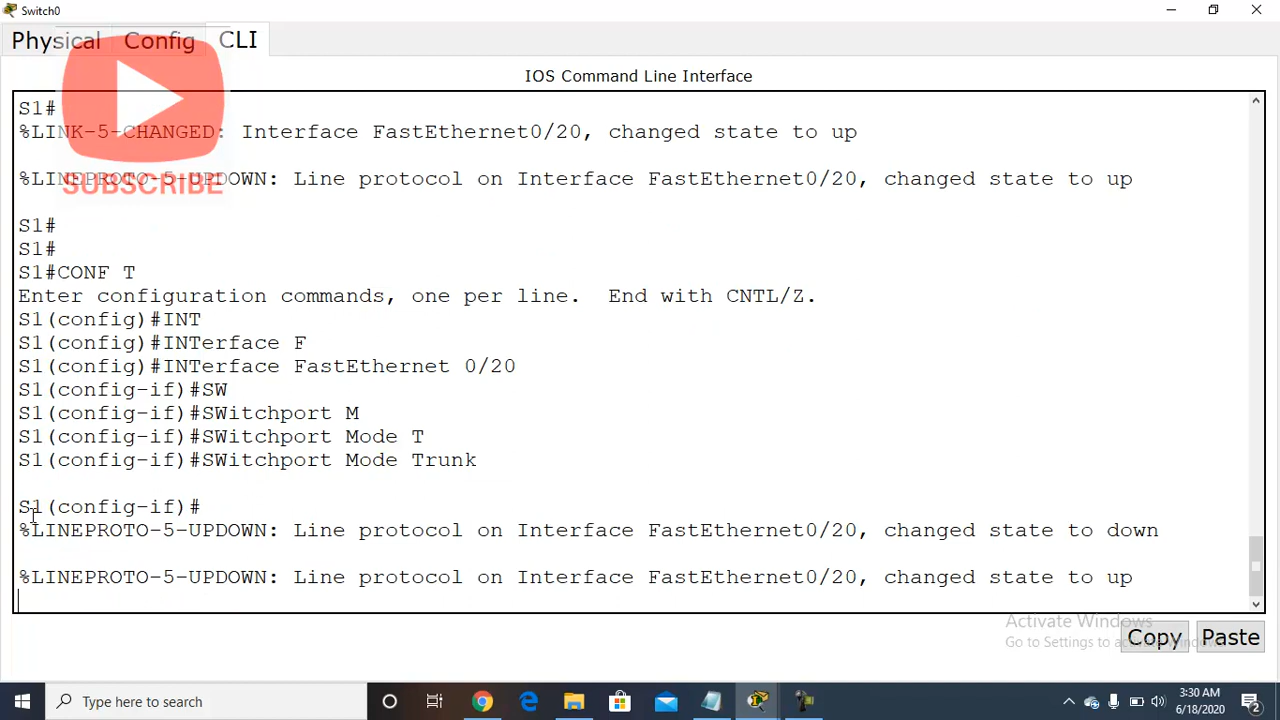 Switch0
Physical Config CLI
IOS Command Line Interface
S1#
%LINK-5-CHANGED: Interface FastEthernet0/20, changed state to up
%LINEPROTO-5-UPDOWN: Line protocol on Interface FastEthernet0/20, changed state to up
SUBSCRIBE
S1#
S1#
S1#CONF T
Enter configuration commands, one per line.  End with CNTL/Z.
S1(config)#INT
S1(config)#INTerface F
S1(config)#INTerface FastEthernet 0/20
S1(config-if)#SW
S1(config-if)#SWitchport M
S1(config-if)#SWitchport Mode T
S1(config-if)#SWitchport Mode Trunk
S1(config-if)#
%LINEPROTO-5-UPDOWN: Line protocol on Interface FastEthernet0/20, changed state to down
%LINEPROTO-5-UPDOWN: Line protocol on Interface FastEthernet0/20, changed state to up
Activate Windows
Go to Settings to activate Windows.
Copy Paste
Type here to search
3:30 AM
6/18/2020
2